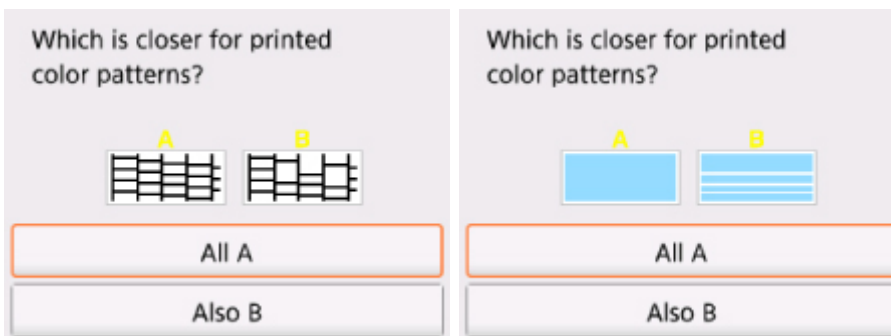 Which is closer for printed
color patterns?
A B
All A
Also B
Which is closer for printed
color patterns?
A B
All A
Also B